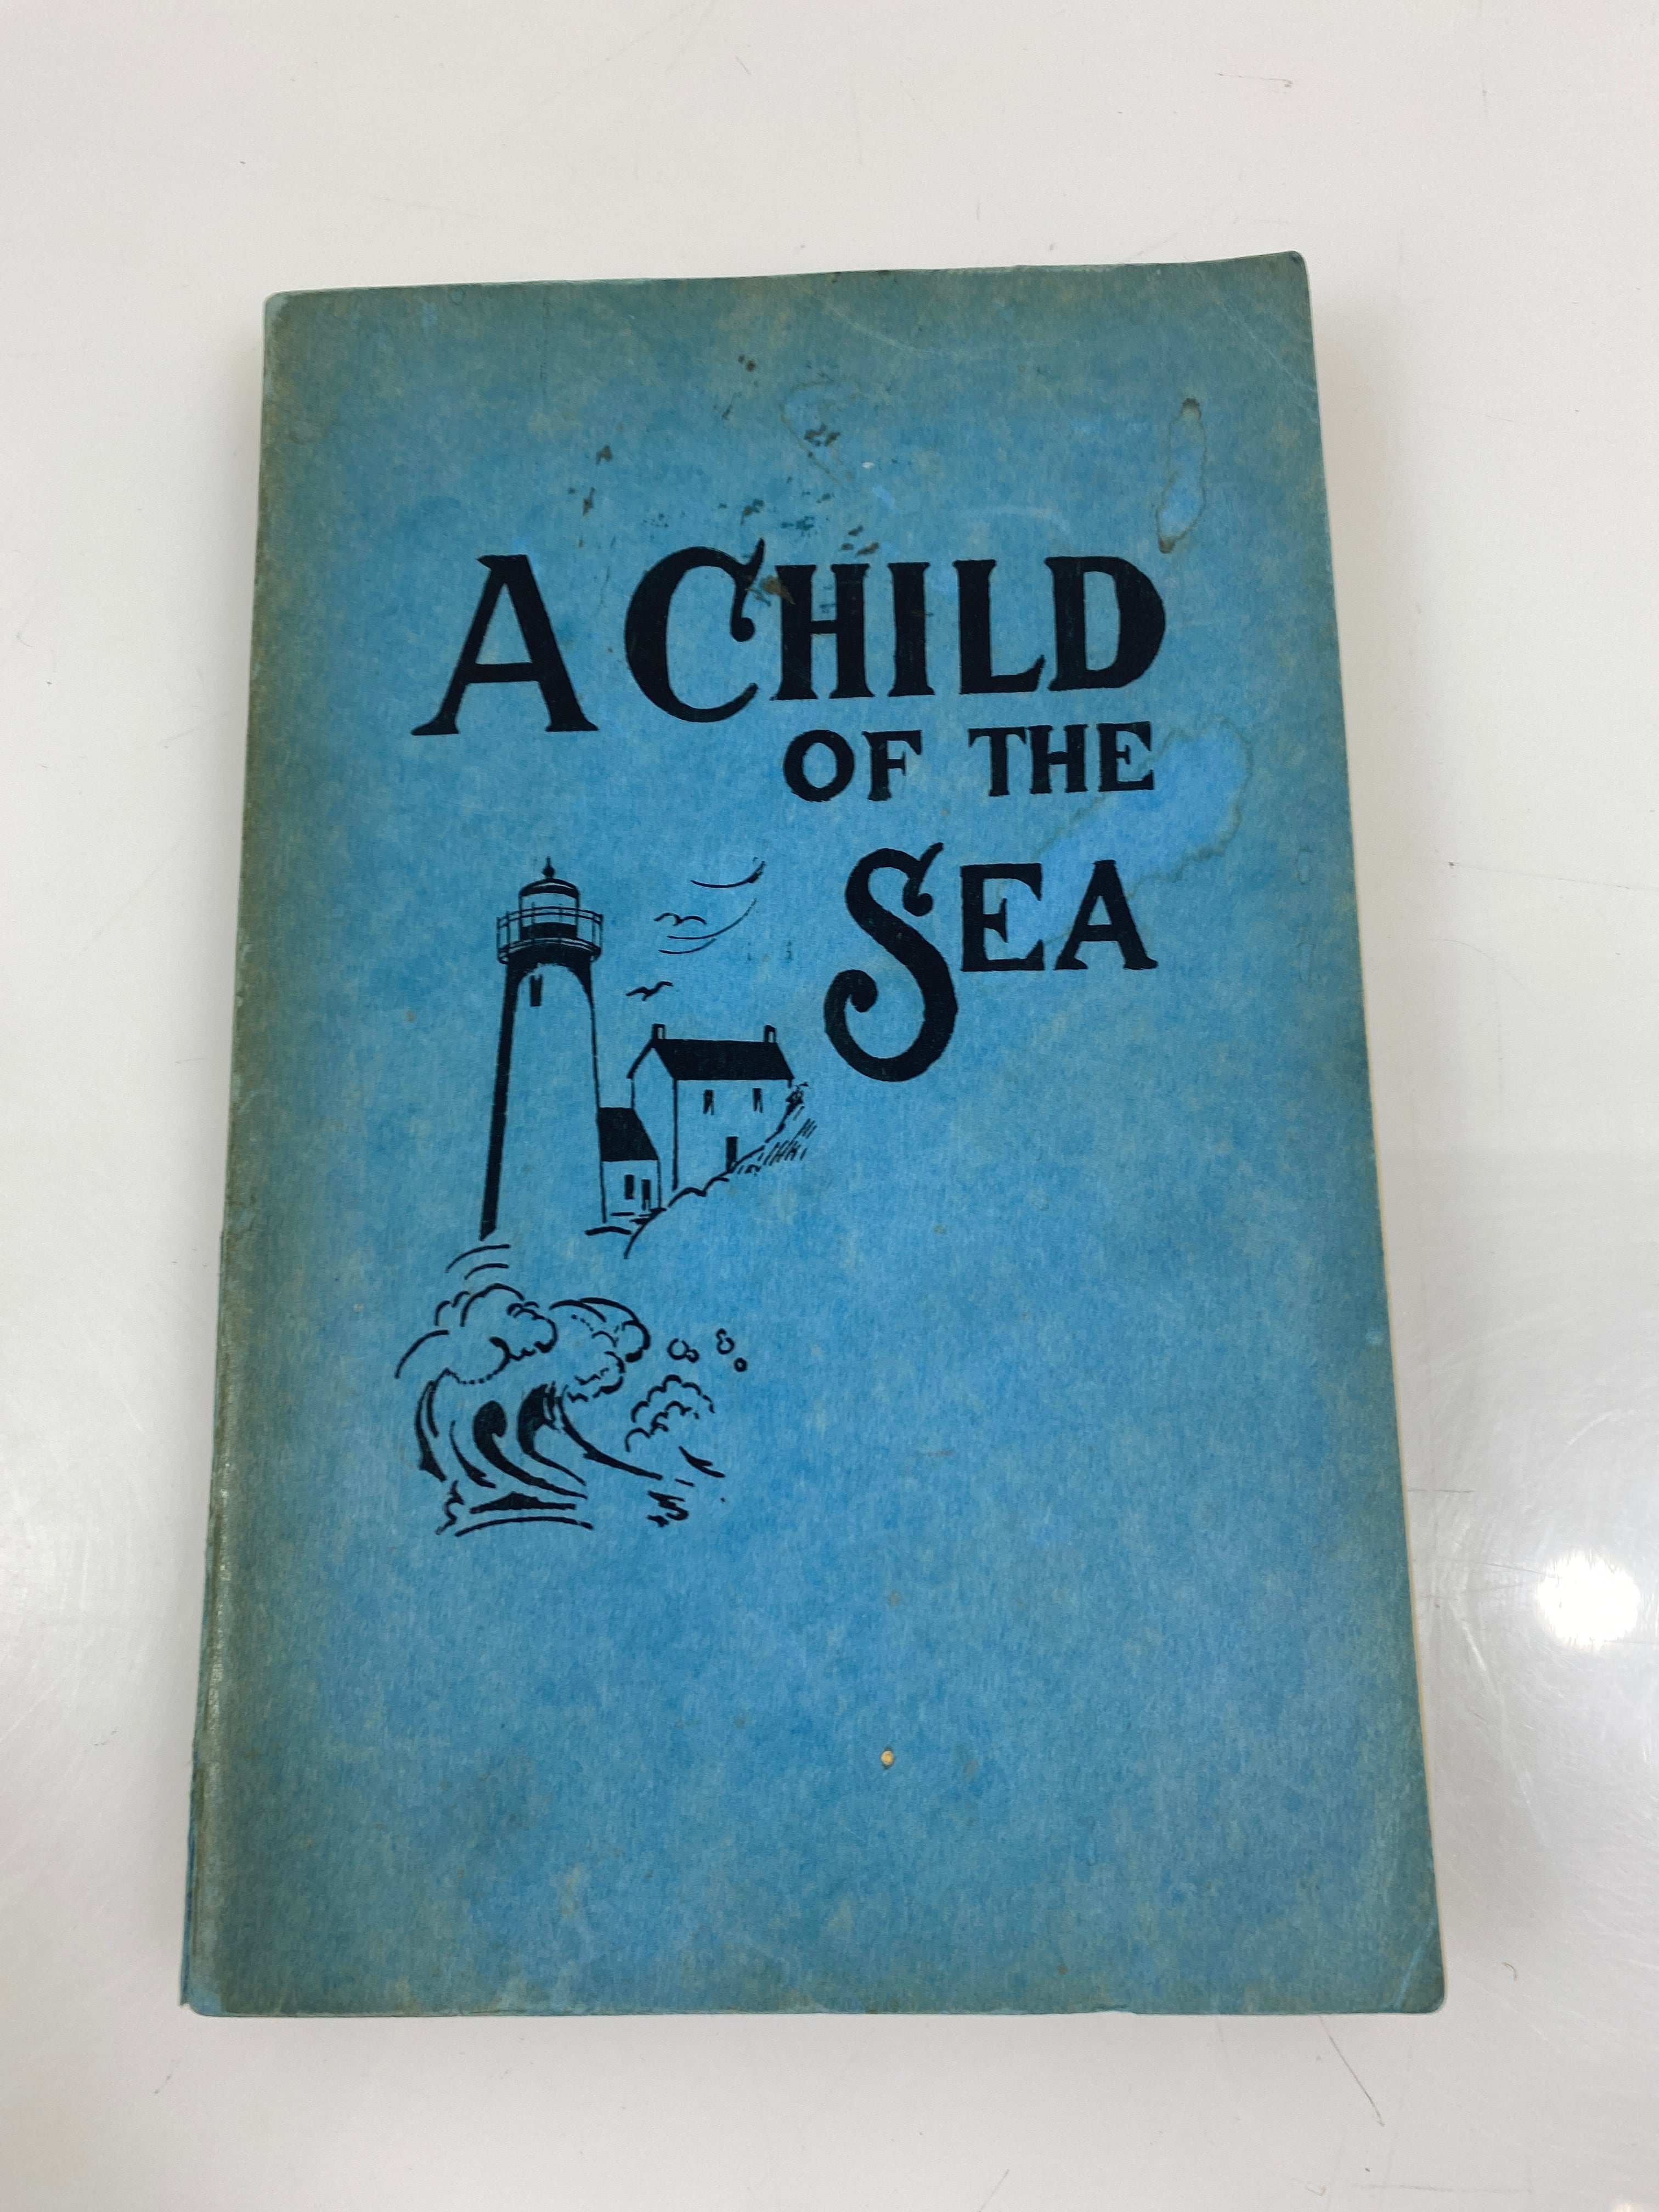 A CHILD
OF THE
SEA